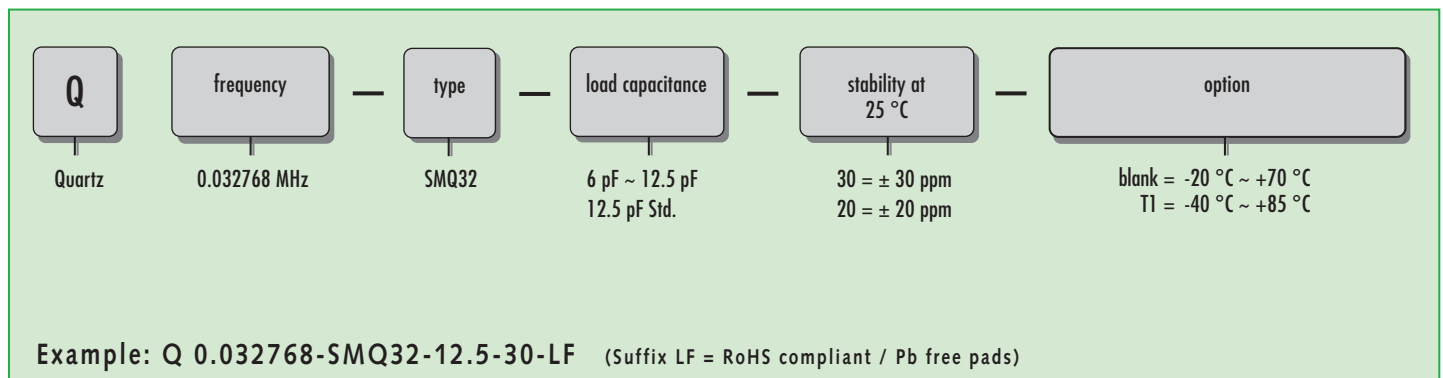 Q
frequency — type — load capacitance — stability at
25 °C — option
Quartz
0.032768 MHz
SMQ32
6 pF ~ 12.5 pF
12.5 pF Std.
30 = ± 30 ppm
20 = ± 20 ppm
blank = -20 °C ~ +70 °C
T1 = -40 °C ~ +85 °C
Example: Q 0.032768-SMQ32-12.5-30-LF (Suffix LF = RoHS compliant / Pb free pads)